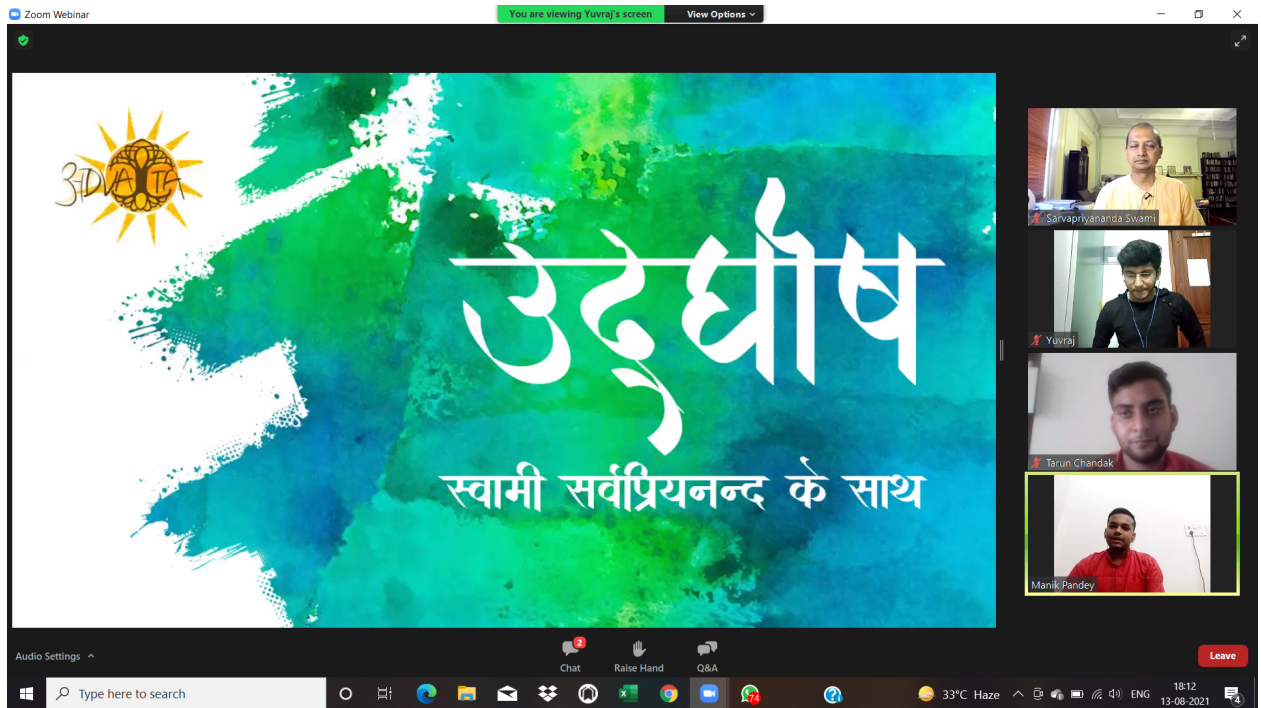 Zoom Webinar
You are viewing Yuvraj's screen
View Options
अDVAITA
उद्घोष
स्वामी सर्वप्रियनन्द के साथ
Sarvapriyananda Swami
Yuvraj
Tarun Chandak
Manik Pandey
Audio Settings
2
Chat
Raise Hand
Q&A
Leave
Type here to search
74
33°C Haze
ENG
18:12
13-08-2021
4